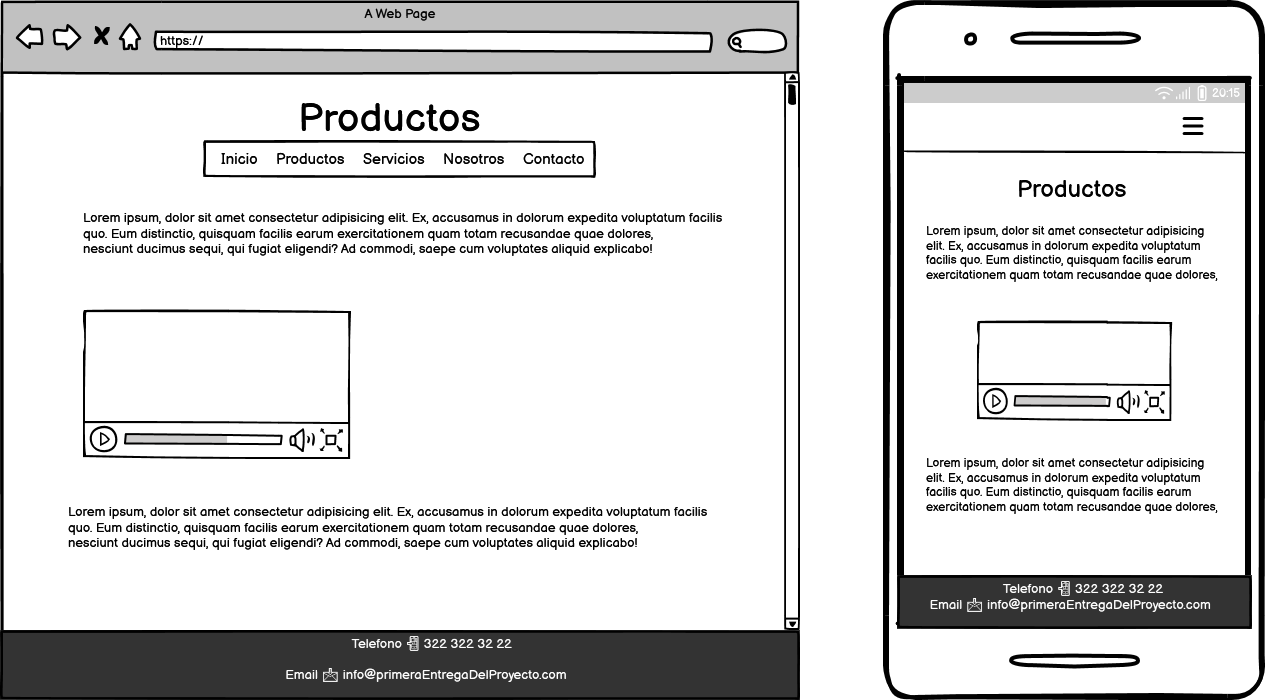 A Web Page
https://
Productos
Inicio Productos Servicios Nosotros Contacto
Lorem ipsum, dolor sit amet consectetur adipisicing elit. Ex, accusamus in dolorum expedita voluptatum facilis
quo. Eum distinctio, quisquam facilis earum exercitationem quam totam recusandae quae dolores,
nesciunt ducimus sequi, qui fugiat eligendi? Ad commodi, saepe cum voluptates aliquid explicabo!
Lorem ipsum, dolor sit amet consectetur adipisicing elit. Ex, accusamus in dolorum expedita voluptatum facilis
quo. Eum distinctio, quisquam facilis earum exercitationem quam totam recusandae quae dolores,
nesciunt ducimus sequi, qui fugiat eligendi? Ad commodi, saepe cum voluptates aliquid explicabo!
Telefono 322 322 32 22
Email info@primeraEntregaDelProyecto.com
20:15
Productos
Lorem ipsum, dolor sit amet consectetur adipisicing
elit. Ex, accusamus in dolorum expedita voluptatum
facilis quo. Eum distinctio, quisquam facilis earum
exercitationem quam totam recusandae quae dolores,
Lorem ipsum, dolor sit amet consectetur adipisicing
elit. Ex, accusamus in dolorum expedita voluptatum
facilis quo. Eum distinctio, quisquam facilis earum
exercitationem quam totam recusandae quae dolores,
Telefono 322 322 32 22
Email info@primeraEntregaDelProyecto.com